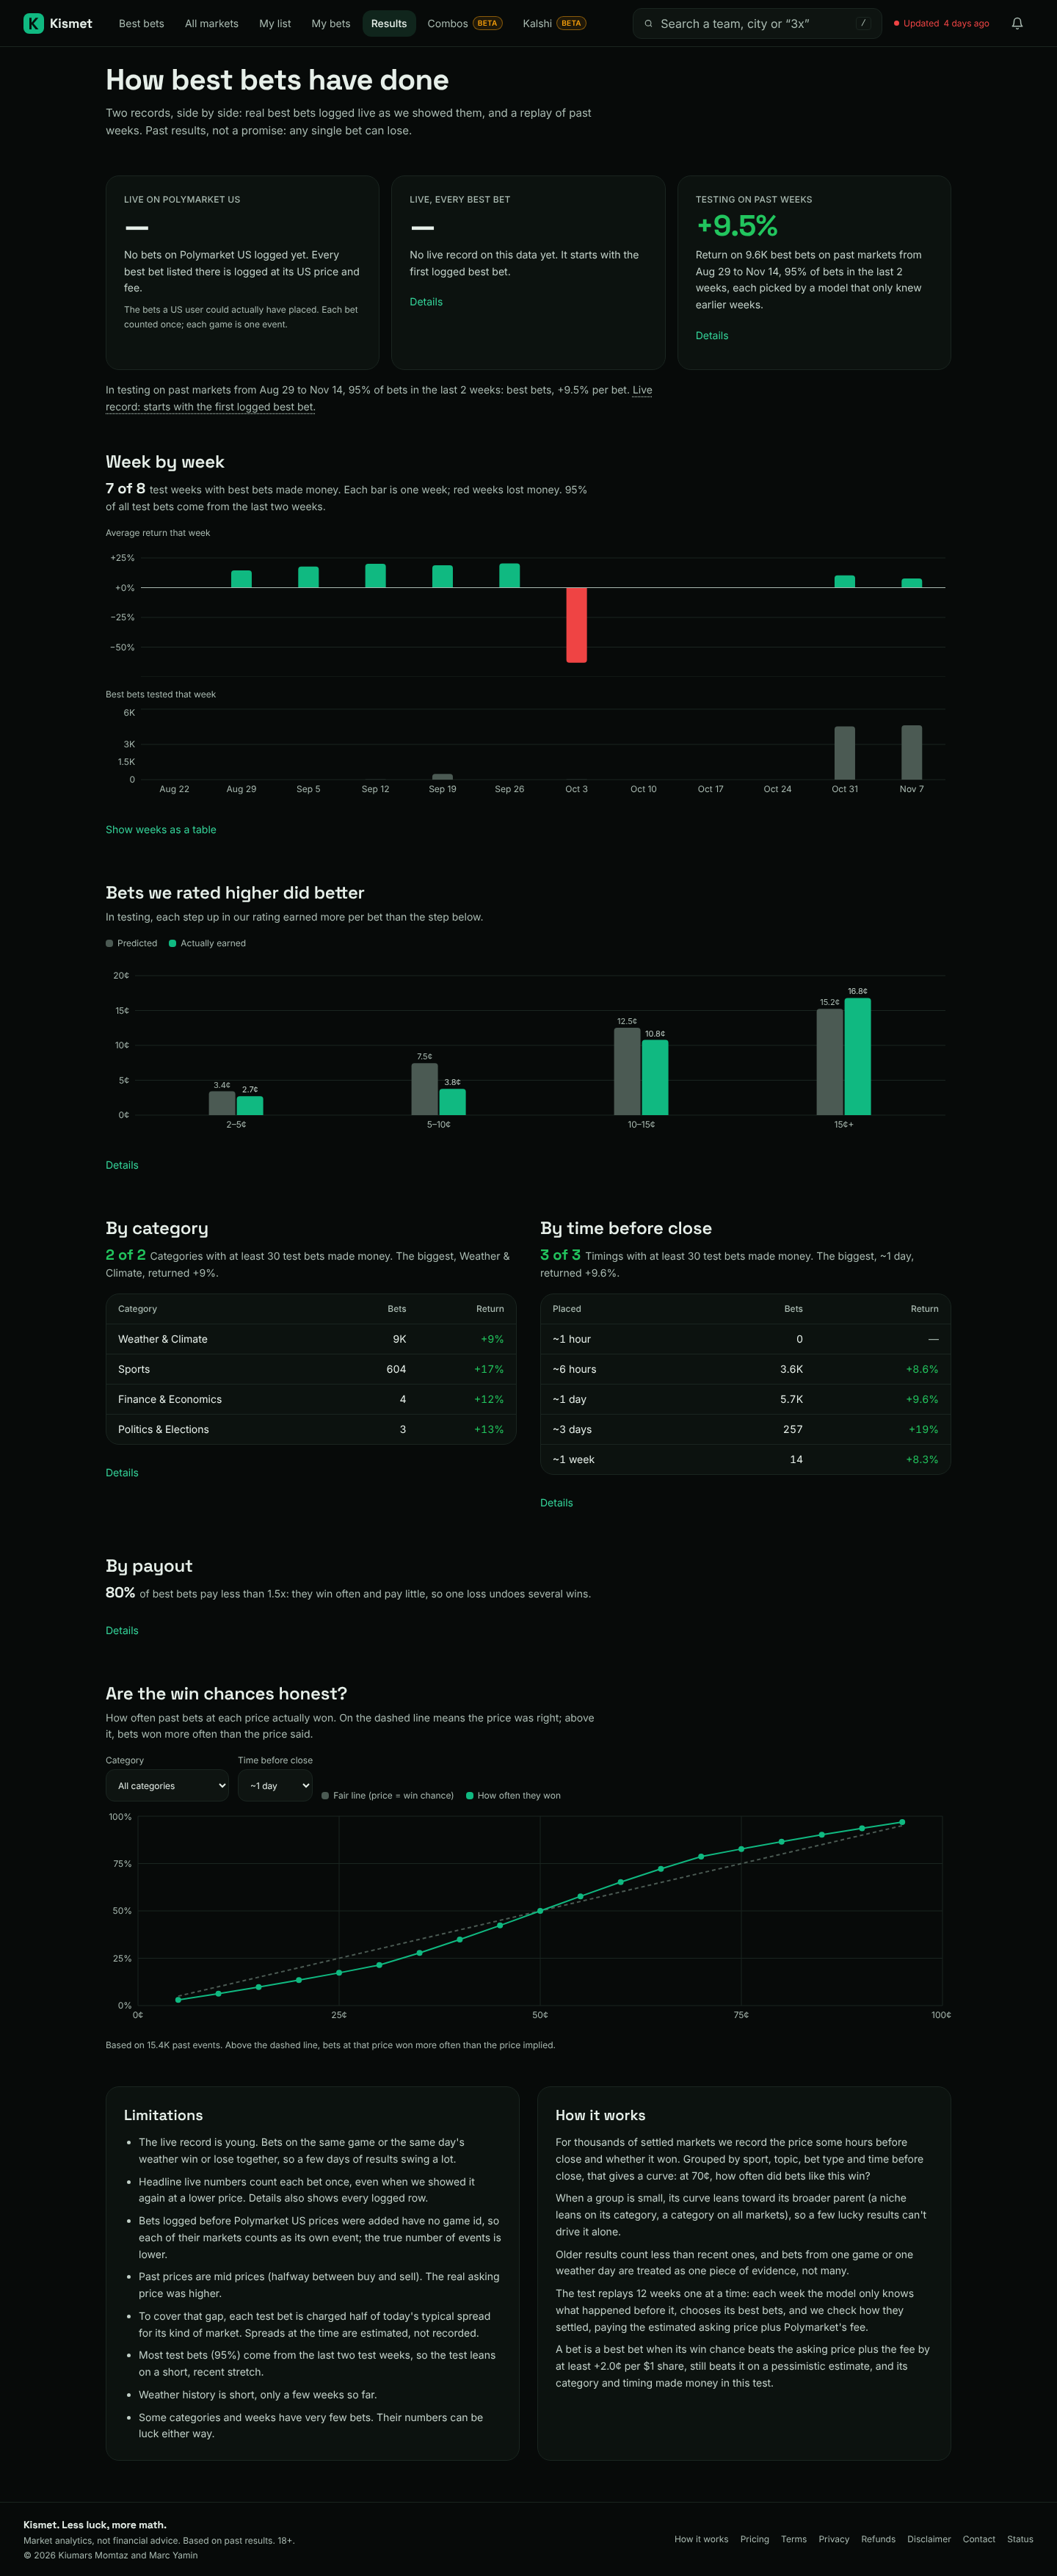 K Kismet
Best bets
All markets
My list
My bets
Results
Combos BETA
Kalshi BETA
Search a team, city or “3x”
/
Updated 4 days ago
How best bets have done
Two records, side by side: real best bets logged live as we showed them, and a replay of past
weeks. Past results, not a promise: any single bet can lose.
LIVE ON POLYMARKET US
—
No bets on Polymarket US logged yet. Every
best bet listed there is logged at its US price and
fee.
The bets a US user could actually have placed. Each bet
counted once; each game is one event.
LIVE, EVERY BEST BET
—
No live record on this data yet. It starts with the
first logged best bet.
Details
TESTING ON PAST WEEKS
+9.5%
Return on 9.6K best bets on past markets from
Aug 29 to Nov 14, 95% of bets in the last 2
weeks, each picked by a model that only knew
earlier weeks.
Details
In testing on past markets from Aug 29 to Nov 14, 95% of bets in the last 2 weeks: best bets, +9.5% per bet. Live
record: starts with the first logged best bet.
Week by week
7 of 8 test weeks with best bets made money. Each bar is one week; red weeks lost money. 95%
of all test bets come from the last two weeks.
Average return that week
+25%
+0%
−25%
−50%
Best bets tested that week
6K
3K
1.5K
0
Aug 22 Aug 29 Sep 5 Sep 12 Sep 19 Sep 26 Oct 3 Oct 10 Oct 17 Oct 24 Oct 31 Nov 7
Show weeks as a table
Bets we rated higher did better
In testing, each step up in our rating earned more per bet than the step below.
Predicted Actually earned
20¢
15¢
10¢
5¢
0¢
3.4¢ 2.7¢
7.5¢ 3.8¢
12.5¢ 10.8¢
15.2¢ 16.8¢
2–5¢ 5–10¢ 10–15¢ 15¢+
Details
By category
2 of 2 Categories with at least 30 test bets made money. The biggest, Weather &
Climate, returned +9%.
Category Bets Return
Weather & Climate 9K +9%
Sports 604 +17%
Finance & Economics 4 +12%
Politics & Elections 3 +13%
Details
By time before close
3 of 3 Timings with at least 30 test bets made money. The biggest, ~1 day,
returned +9.6%.
Placed Bets Return
~1 hour 0 —
~6 hours 3.6K +8.6%
~1 day 5.7K +9.6%
~3 days 257 +19%
~1 week 14 +8.3%
Details
By payout
80% of best bets pay less than 1.5x: they win often and pay little, so one loss undoes several wins.
Details
Are the win chances honest?
How often past bets at each price actually won. On the dashed line means the price was right; above
it, bets won more often than the price said.
Category
All categories
Time before close
~1 day
Fair line (price = win chance) How often they won
100%
75%
50%
25%
0%
0¢ 25¢ 50¢ 75¢ 100¢
Based on 15.4K past events. Above the dashed line, bets at that price won more often than the price implied.
Limitations
• The live record is young. Bets on the same game or the same day's
weather win or lose together, so a few days of results swing a lot.
• Headline live numbers count each bet once, even when we showed it
again at a lower price. Details also shows every logged row.
• Bets logged before Polymarket US prices were added have no game id, so
each of their markets counts as its own event; the true number of events is
lower.
• Past prices are mid prices (halfway between buy and sell). The real asking
price was higher.
• To cover that gap, each test bet is charged half of today's typical spread
for its kind of market. Spreads at the time are estimated, not recorded.
• Most test bets (95%) come from the last two test weeks, so the test leans
on a short, recent stretch.
• Weather history is short, only a few weeks so far.
• Some categories and weeks have very few bets. Their numbers can be
luck either way.
How it works
For thousands of settled markets we record the price some hours before
close and whether it won. Grouped by sport, topic, bet type and time before
close, that gives a curve: at 70¢, how often did bets like this win?
When a group is small, its curve leans toward its broader parent (a niche
leans on its category, a category on all markets), so a few lucky results can't
drive it alone.
Older results count less than recent ones, and bets from one game or one
weather day are treated as one piece of evidence, not many.
The test replays 12 weeks one at a time: each week the model only knows
what happened before it, chooses its best bets, and we check how they
settled, paying the estimated asking price plus Polymarket's fee.
A bet is a best bet when its win chance beats the asking price plus the fee by
at least +2.0¢ per $1 share, still beats it on a pessimistic estimate, and its
category and timing made money in this test.
Kismet. Less luck, more math.
Market analytics, not financial advice. Based on past results. 18+.
© 2026 Kiumars Momtaz and Marc Yamin
How it works Pricing Terms Privacy Refunds Disclaimer Contact Status